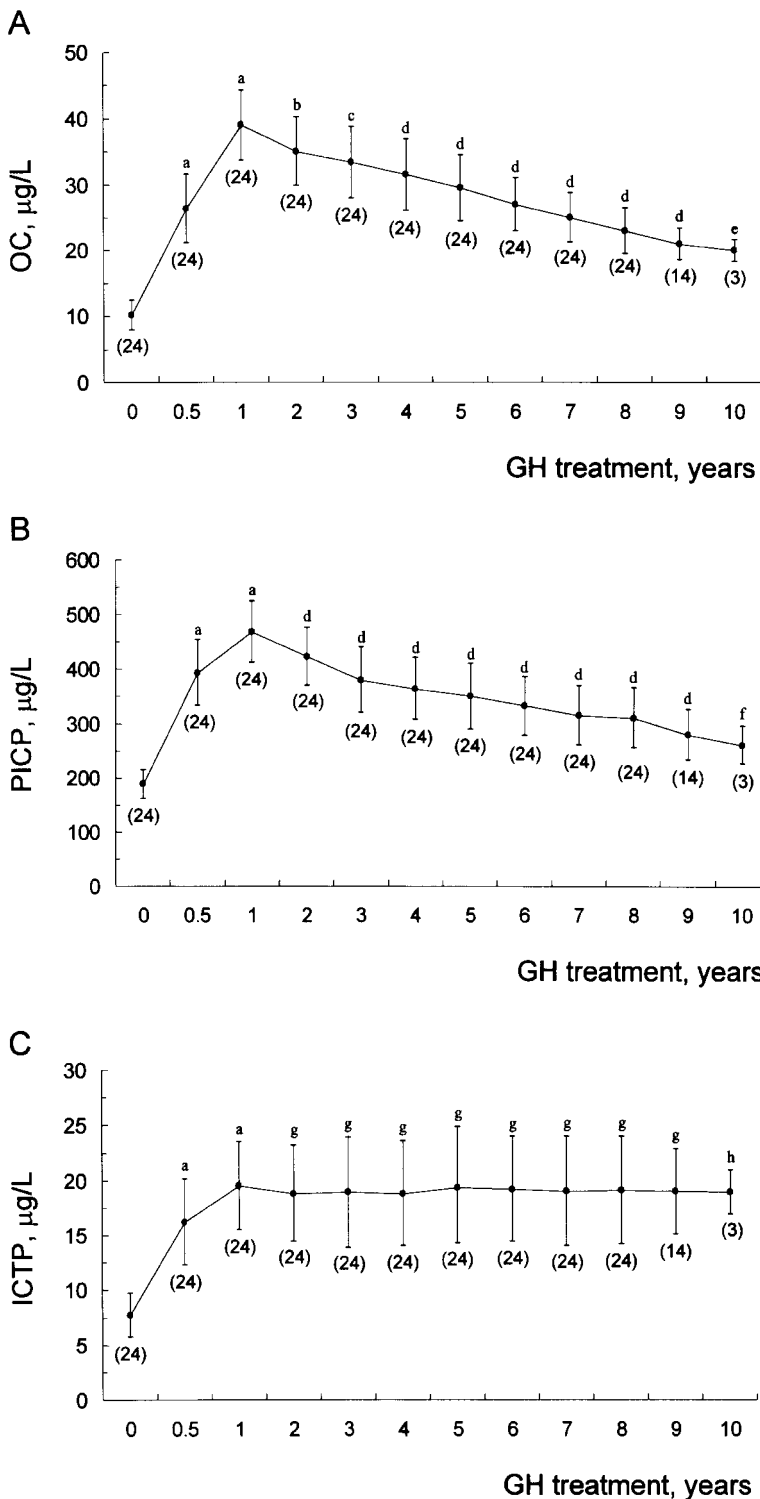 A
OC, µg/L
50
40
30
20
10
0
a
a
b
c
d
d
d
d
d
d
e
(24)
(24)
(24)
(24)
(24)
(24)
(24)
(24)
(24)
(24)
(14)
(3)
0 0.5 1 2 3 4 5 6 7 8 9 10
GH treatment, years
B
PICP, µg/L
600
500
400
300
200
100
0
a
a
d
d
d
d
d
d
d
d
f
(24)
(24)
(24)
(24)
(24)
(24)
(24)
(24)
(24)
(24)
(14)
(3)
0 0.5 1 2 3 4 5 6 7 8 9 10
GH treatment, years
C
ICTP, µg/L
30
25
20
15
10
5
0
a
a
g
g
g
g
g
g
g
g
h
(24)
(24)
(24)
(24)
(24)
(24)
(24)
(24)
(24)
(24)
(14)
(3)
0 0.5 1 2 3 4 5 6 7 8 9 10
GH treatment, years